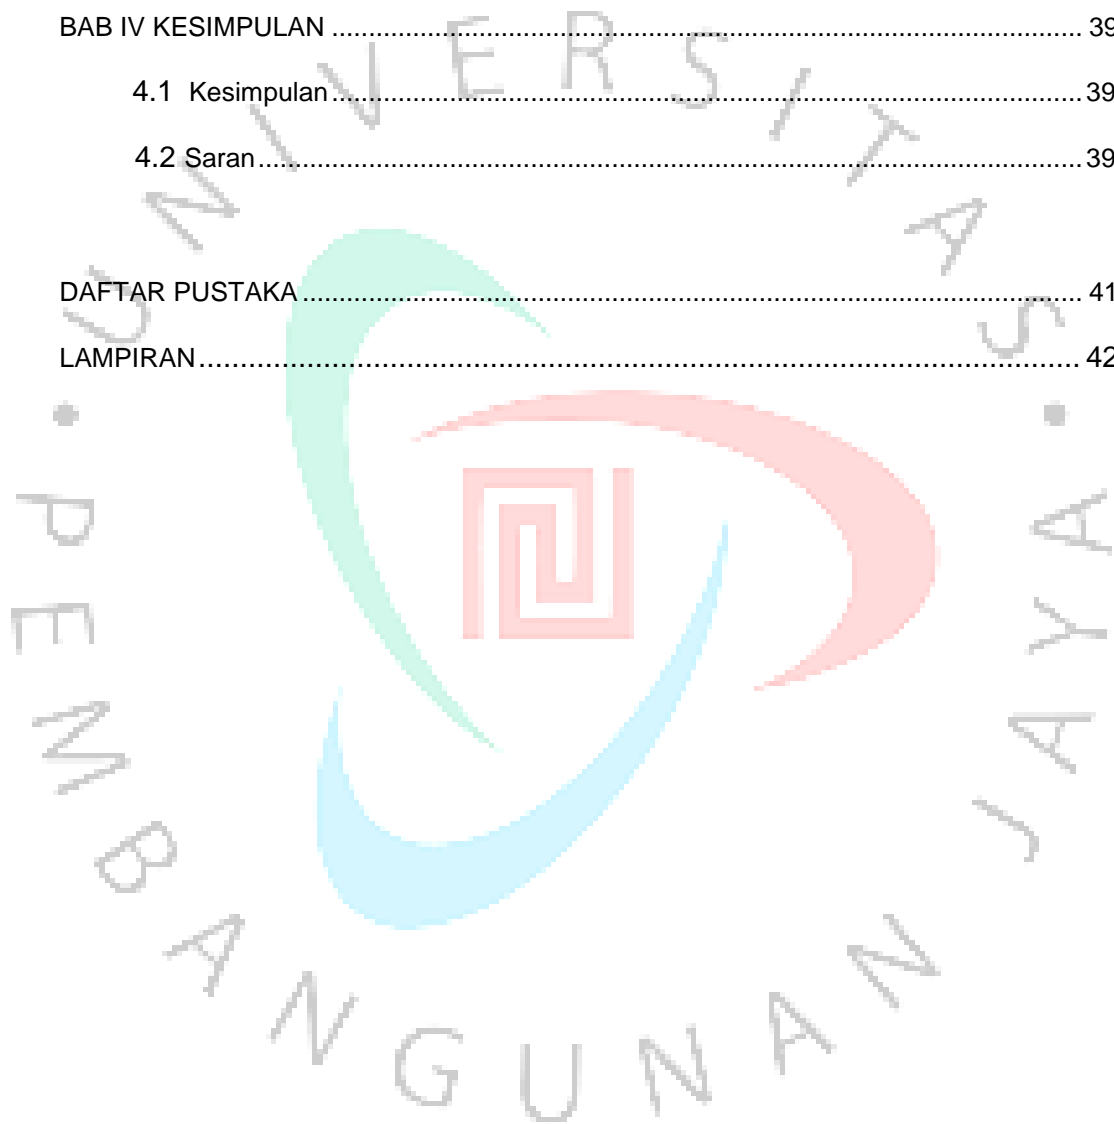 BAB IV KESIMPULAN ........................................................................................................ 39
4.1 Kesimpulan ........................................................................................................ 39
4.2 Saran ........................................................................................................ 39
DAFTAR PUSTAKA ........................................................................................................ 41
LAMPIRAN ........................................................................................................ 42
UNIVERSITAS • PEMBANGUNAN JAYA •